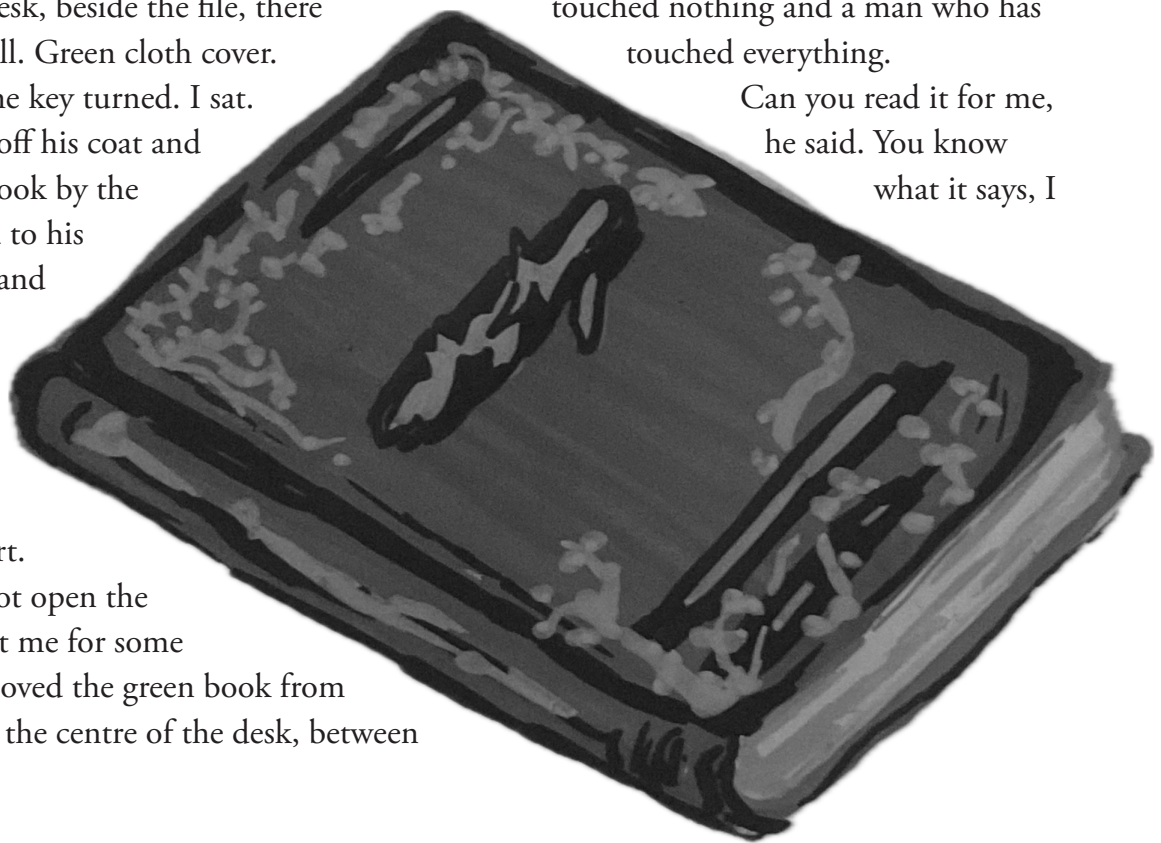 esk, beside the file, there
ll. Green cloth cover.
he key turned. I sat.
off his coat and
ook by the
to his
and
rt.
ot open the
t me for some
oved the green book from
the centre of the desk, between
touched nothing and a man who has
touched everything.
Can you read it for me,
he said. You know
what it says, I